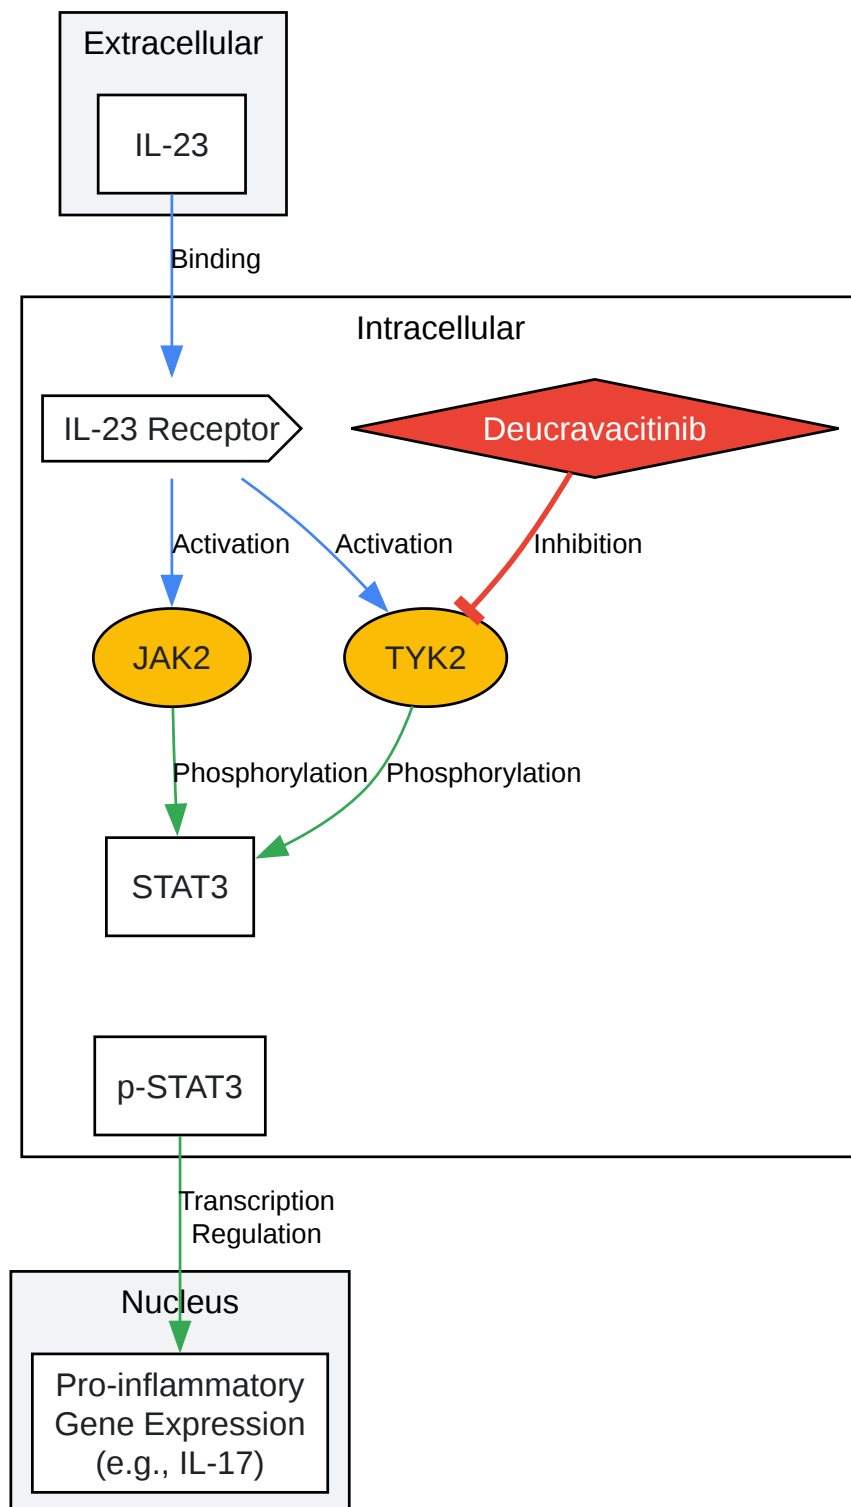 Extracellular
IL-23
Binding
Intracellular
IL-23 Receptor
Deucravacitinib
Activation
Activation
Inhibition
JAK2
TYK2
Phosphorylation
Phosphorylation
STAT3
p-STAT3
Transcription
Regulation
Nucleus
Pro-inflammatory
Gene Expression
(e.g., IL-17)